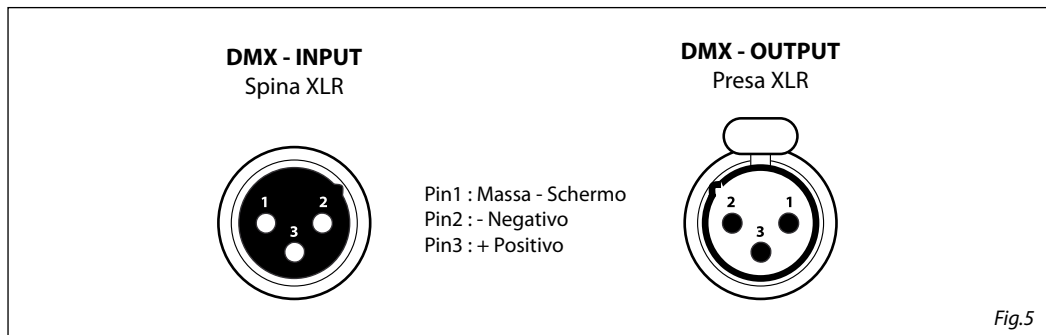 DMX - INPUT
Spina XLR
DMX - OUTPUT
Presa XLR
1
2
3
Pin1 : Massa - Schermo
Pin2 : - Negativo
Pin3 : + Positivo
2
1
3
Fig.5